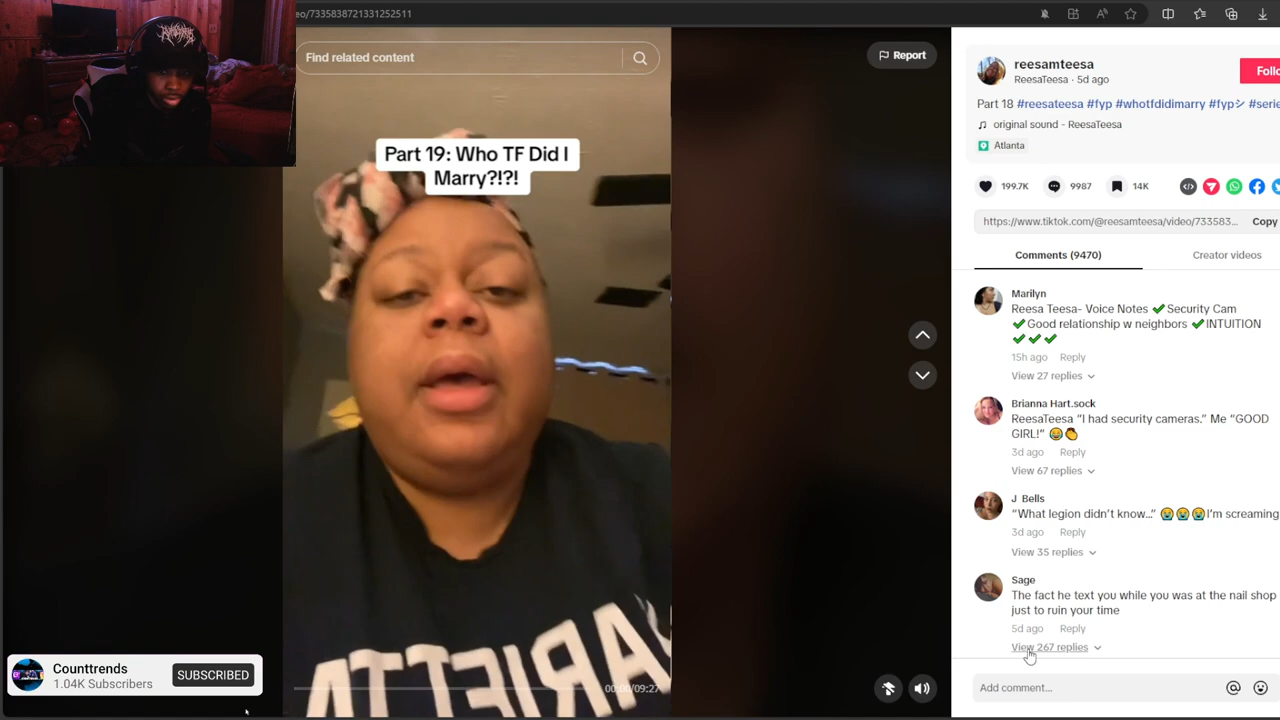 eo/7335838721331252511
Find related content
Report
Part 19: Who TF Did I
Marry?!?!
00:00/09:27
Counttrends
1.04K Subscribers
SUBSCRIBED
reesamteesa
ReesaTeesa · 5d ago
Follo
Part 18 #reesateesa #fyp #whotfdidimarry #fypシ #serie
original sound - ReesaTeesa
Atlanta
199.7K
9987
14K
https://www.tiktok.com/@reesamteesa/video/733583...
Copy
Comments (9470)
Creator videos
Marilyn
Reesa Teesa- Voice Notes ✔Security Cam
✔Good relationship w neighbors ✔INTUITION
✔✔✔
15h ago Reply
View 27 replies
Brianna Hart.sock
ReesaTeesa “I had security cameras.” Me “GOOD
GIRL!” 😂👏
3d ago Reply
View 67 replies
J Bells
“What legion didn’t know...” 😭😭😭I’m screaming
3d ago Reply
View 35 replies
Sage
The fact he text you while you was at the nail shop
just to ruin your time
5d ago Reply
View 267 replies
Add comment...